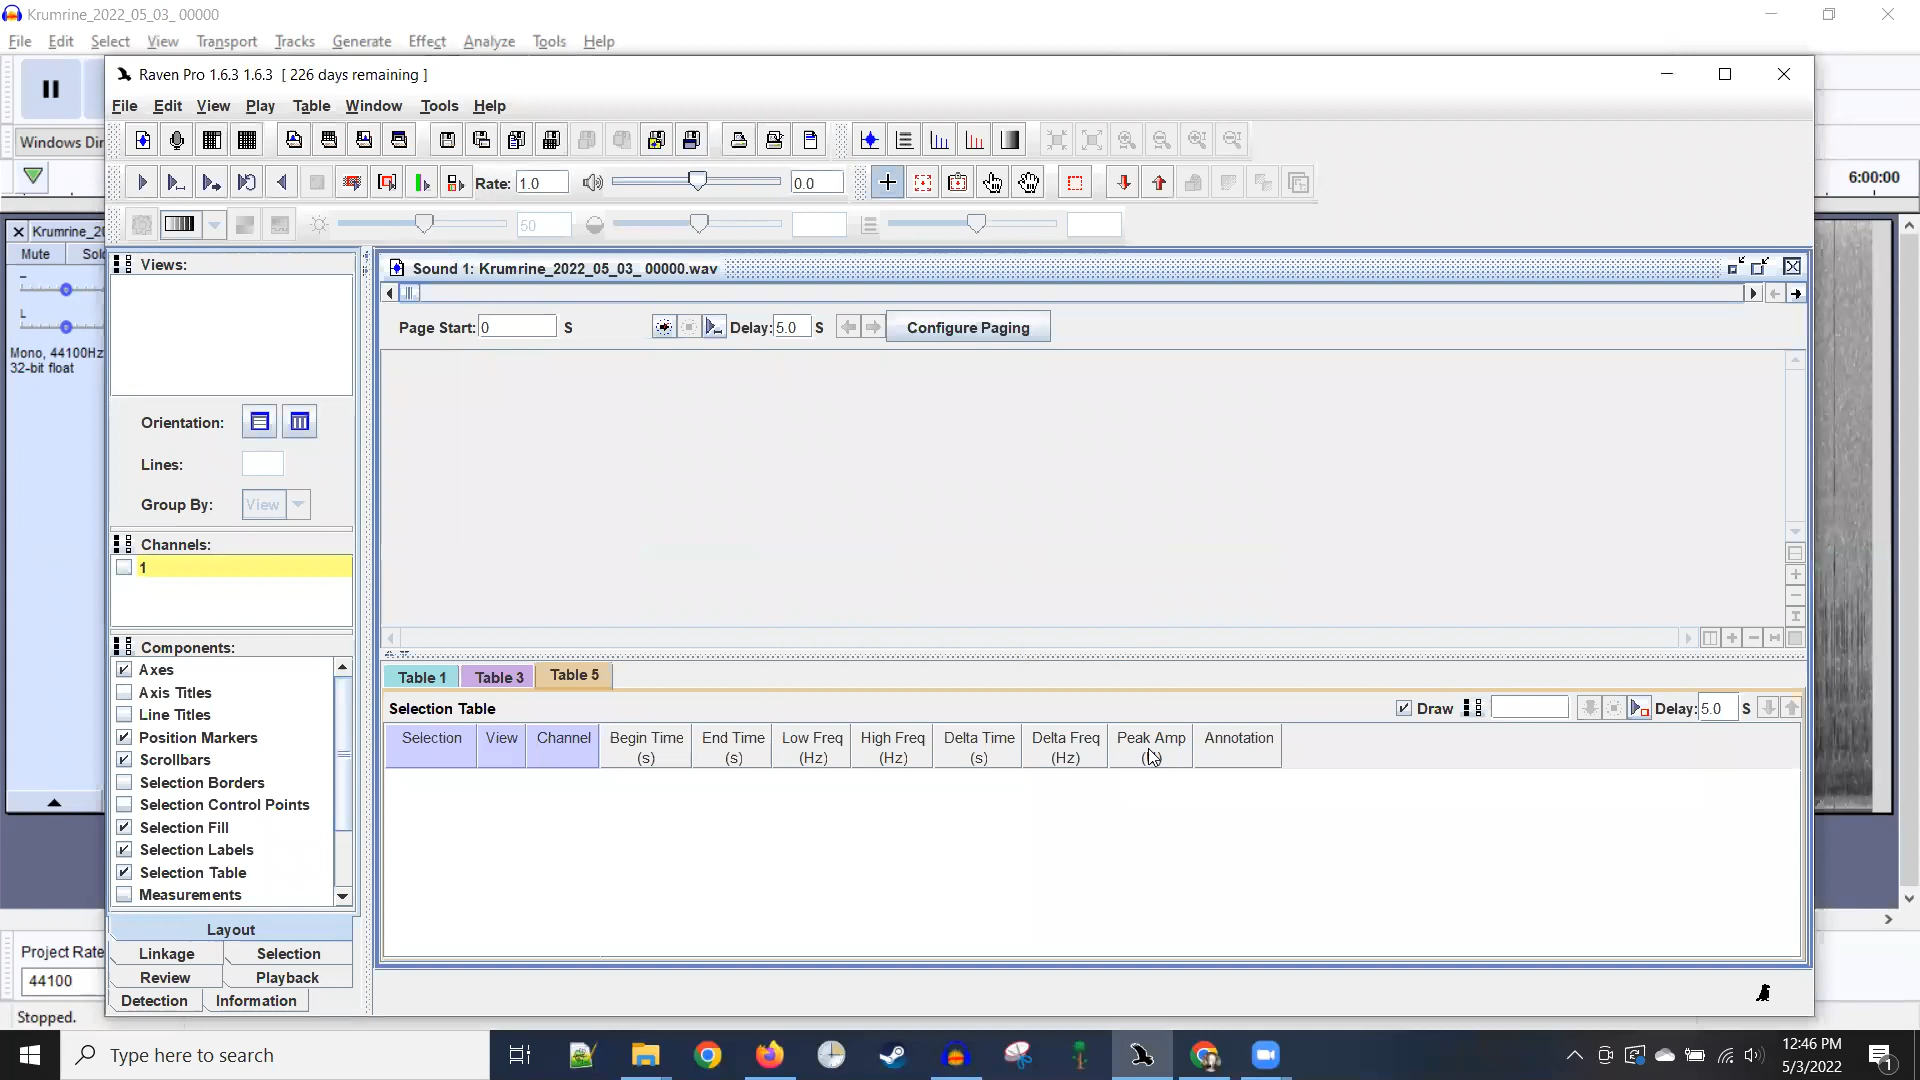 Krumrine_2022_05_03_ 00000
File Edit Select View Transport Tracks Generate Effect Analyze Tools Help
Raven Pro 1.6.3 1.6.3 [ 226 days remaining ]
File Edit View Play Table Window Tools Help
Windows Dir
Rate: 1.0 0.0
6:00:00
50
Krumrine_20
Mute Solo
Views:
Sound 1: Krumrine_2022_05_03_ 00000.wav
Page Start: 0 S Delay: 5.0 S Configure Paging
L
Mono, 44100Hz
32-bit float
Orientation:
Lines:
Group By: View
Channels:
1
Components:
Axes
Axis Titles
Line Titles
Position Markers
Scrollbars
Selection Borders
Selection Control Points
Selection Fill
Selection Labels
Selection Table
Measurements
Table 1 Table 3 Table 5
Selection Table
Draw Delay: 5.0 S
Selection View Channel Begin Time (s) End Time (s) Low Freq (Hz) High Freq (Hz) Delta Time (s) Delta Freq (Hz) Peak Amp Annotation
Layout
Linkage Selection
Review Playback
Detection Information
Project Rate
44100
Stopped.
Type here to search
12:46 PM
5/3/2022
1